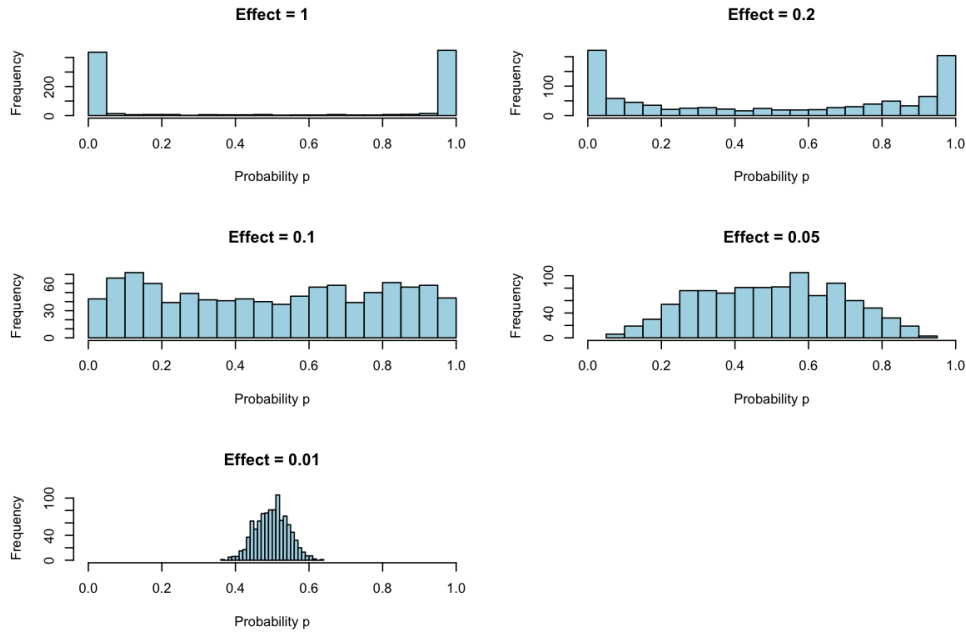 Effect = 1
Frequency
0 200
0.0 0.2 0.4 0.6 0.8 1.0
Probability p
Effect = 0.2
Frequency
0 100
0.0 0.2 0.4 0.6 0.8 1.0
Probability p
Effect = 0.1
Frequency
0 30 60
0.0 0.2 0.4 0.6 0.8 1.0
Probability p
Effect = 0.05
Frequency
0 40 100
0.0 0.2 0.4 0.6 0.8 1.0
Probability p
Effect = 0.01
Frequency
0 40 100
0.0 0.2 0.4 0.6 0.8 1.0
Probability p